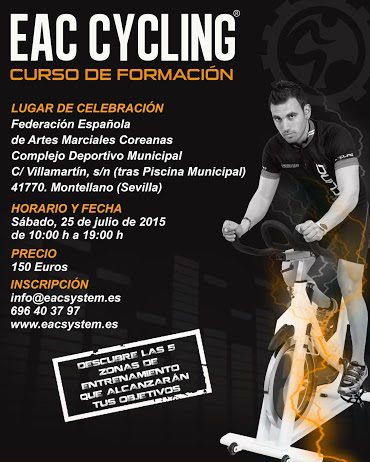 EAC CYCLING®
CURSO DE FORMACIÓN
LUGAR DE CELEBRACIÓN
Federación Española
de Artes Marciales Coreanas
Complejo Deportivo Municipal
C/ Villamartín, s/n (tras Piscina Municipal)
41770. Montellano (Sevilla)
HORARIO Y FECHA
Sábado, 25 de julio de 2015
de 10:00 h a 19:00 h
PRECIO
150 Euros
INSCRIPCIÓN
info@eacsystem.es
696 40 37 97
www.eacsystem.es
DESCUBRE LAS 5
ZONAS DE
ENTRENAMIENTO
QUE ALCANZARÁN
TUS OBJETIVOS